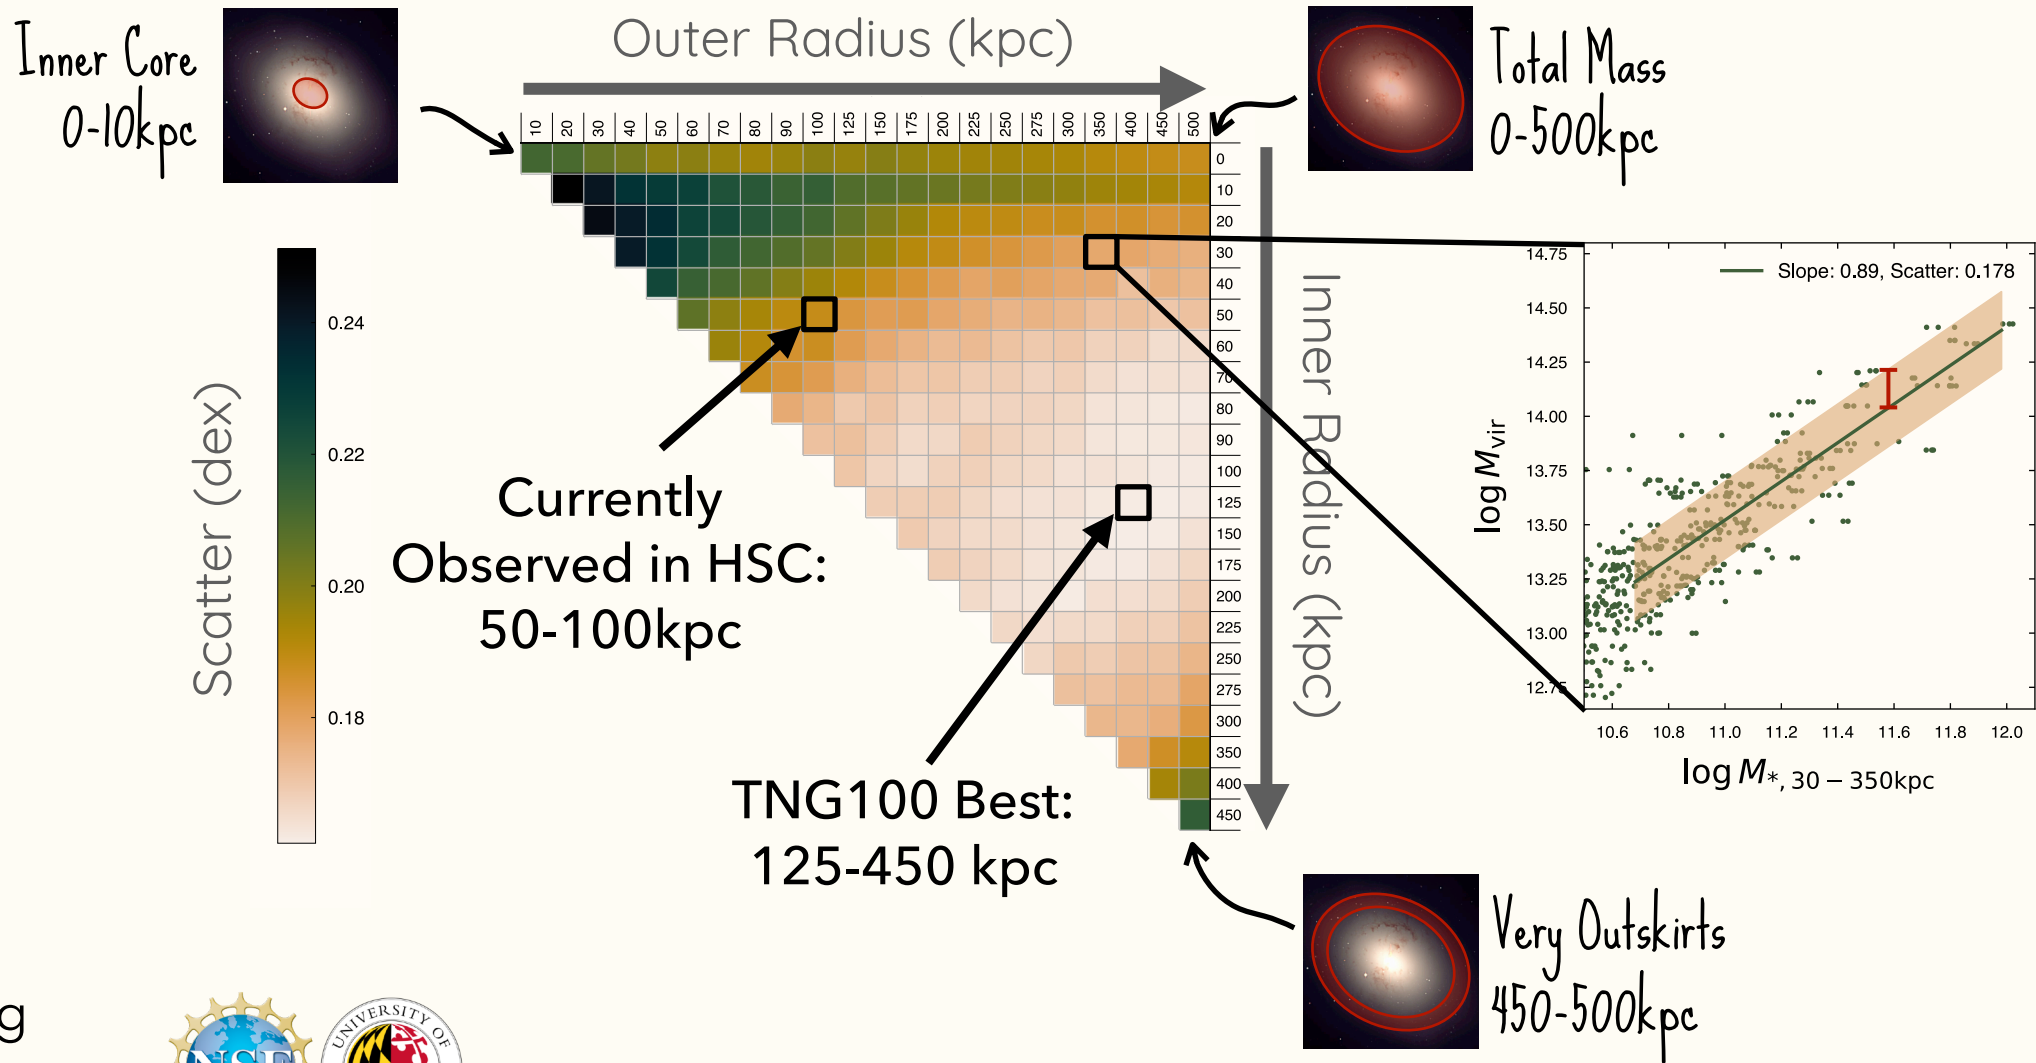 Inner Core
0-10kpc
Outer Radius (kpc)
Total Mass
0-500kpc
10 20 30 40 50 60 70 80 90 100 125 150 175 200 225 250 275 300 350 400 450 500
0
10
20
30
40
50
60
70
80
90
100
125
150
175
200
225
250
275
300
350
400
450
Inner Radius (kpc)
Scatter (dex)
0.24
0.22
0.20
0.18
Currently
Observed in HSC:
50-100kpc
TNG100 Best:
125-450 kpc
Slope: 0.89, Scatter: 0.178
log M_vir
14.75
14.50
14.25
14.00
13.75
13.50
13.25
13.00
12.75
10.6 10.8 11.0 11.2 11.4 11.6 11.8 12.0
log M_{*, 30 − 350kpc}
Very Outskirts
450-500kpc
g
NSF
UNIVERSITY OF